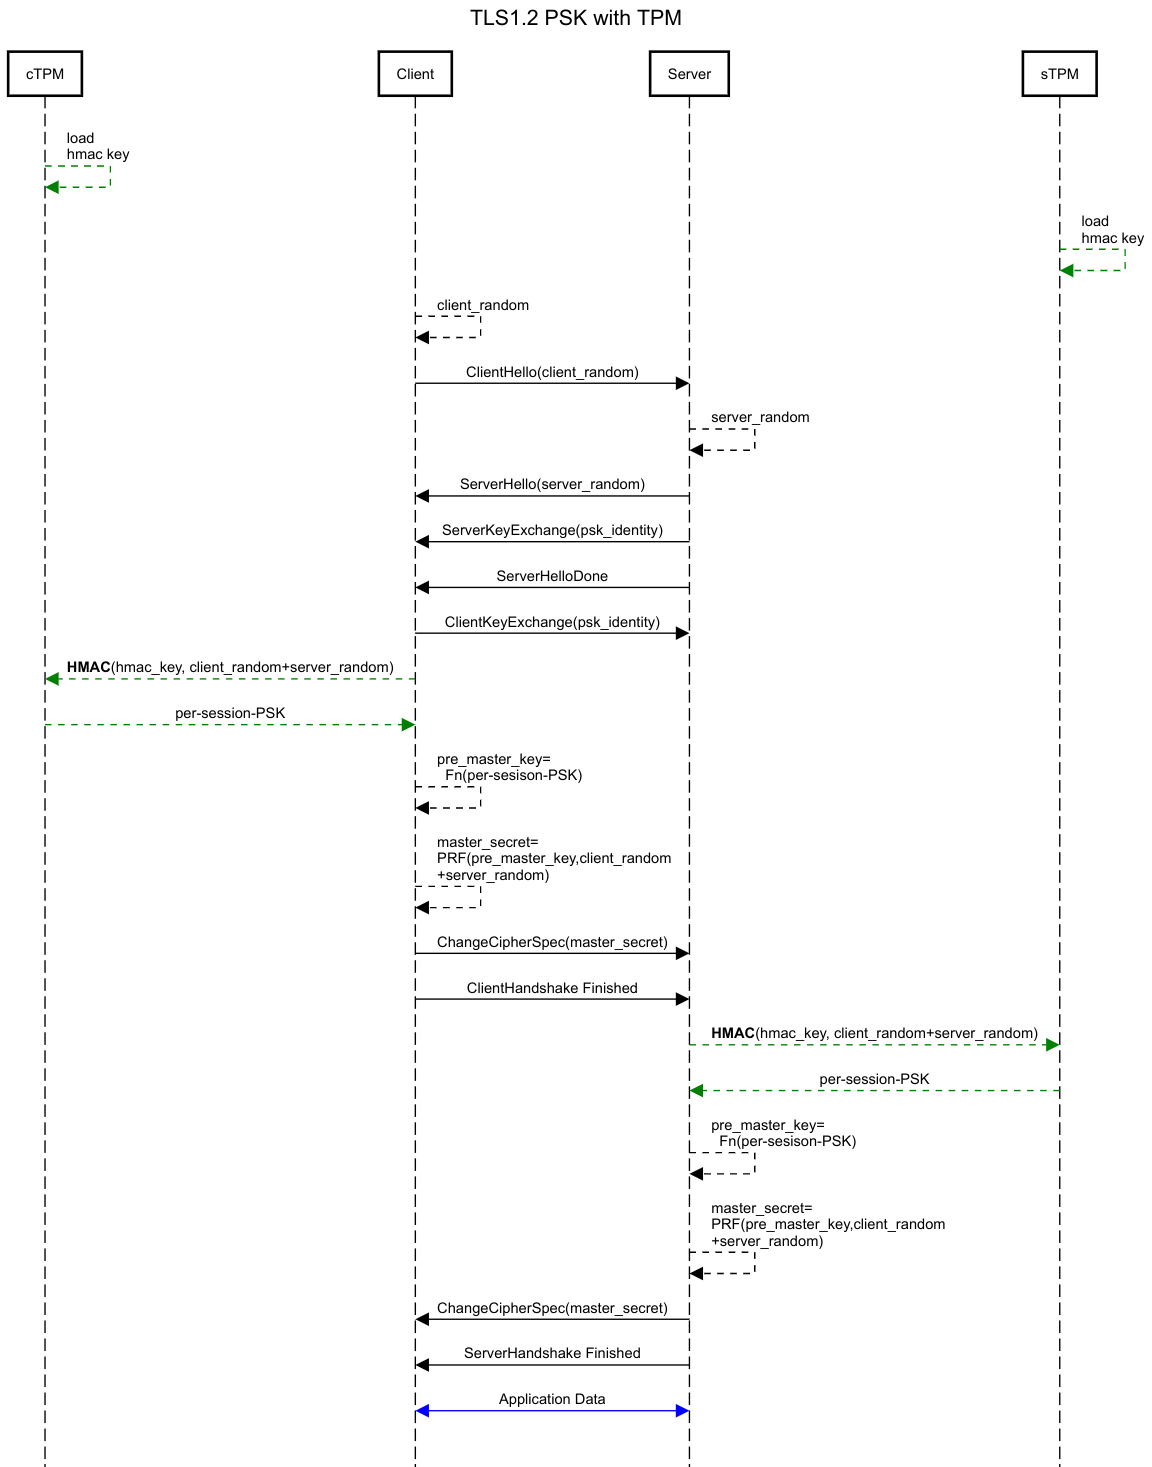 TLS1.2 PSK with TPM
cTPM
Client
Server
sTPM
load
hmac key
load
hmac key
client_random
ClientHello(client_random)
server_random
ServerHello(server_random)
ServerKeyExchange(psk_identity)
ServerHelloDone
ClientKeyExchange(psk_identity)
HMAC(hmac_key, client_random+server_random)
per-session-PSK
pre_master_key=
Fn(per-sesison-PSK)
master_secret=
PRF(pre_master_key,client_random
+server_random)
ChangeCipherSpec(master_secret)
ClientHandshake Finished
HMAC(hmac_key, client_random+server_random)
per-session-PSK
pre_master_key=
Fn(per-sesison-PSK)
master_secret=
PRF(pre_master_key,client_random
+server_random)
ChangeCipherSpec(master_secret)
ServerHandshake Finished
Application Data